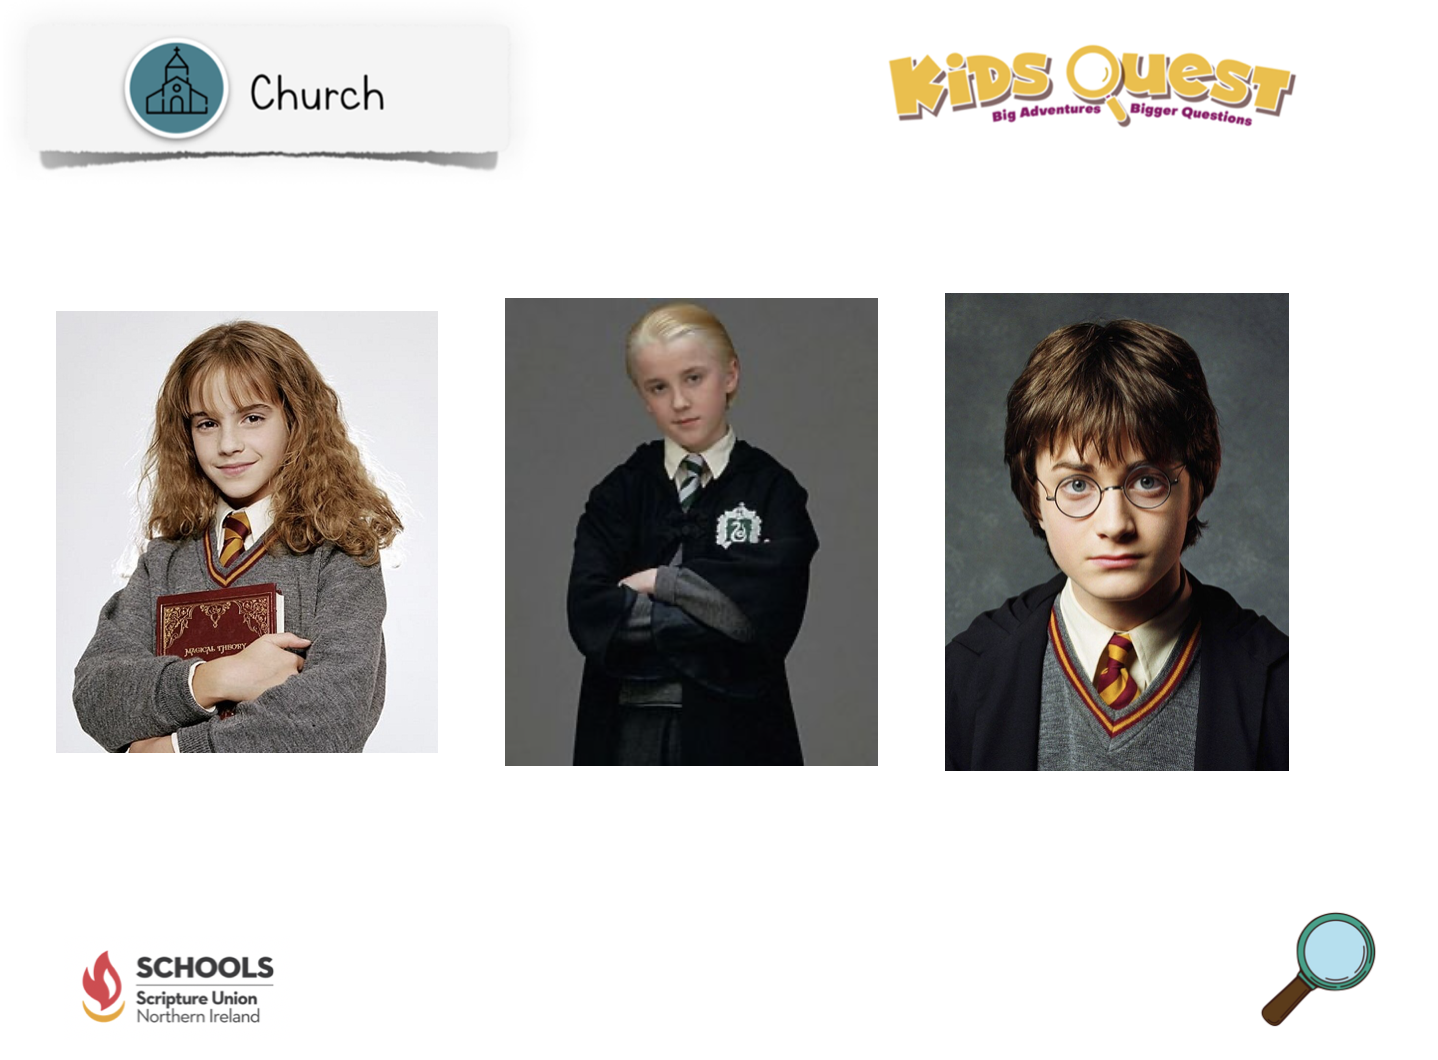 Church
KiDS QUEST
Big Adventures Bigger Questions
MAGICAL THEORY
SCHOOLS
Scripture Union
Northern Ireland